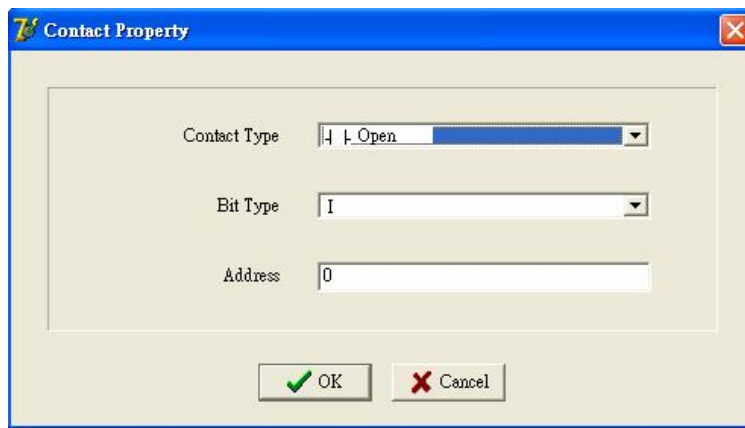 Contact Property
Contact Type ┤ ├ Open
Bit Type I
Address 0
OK Cancel